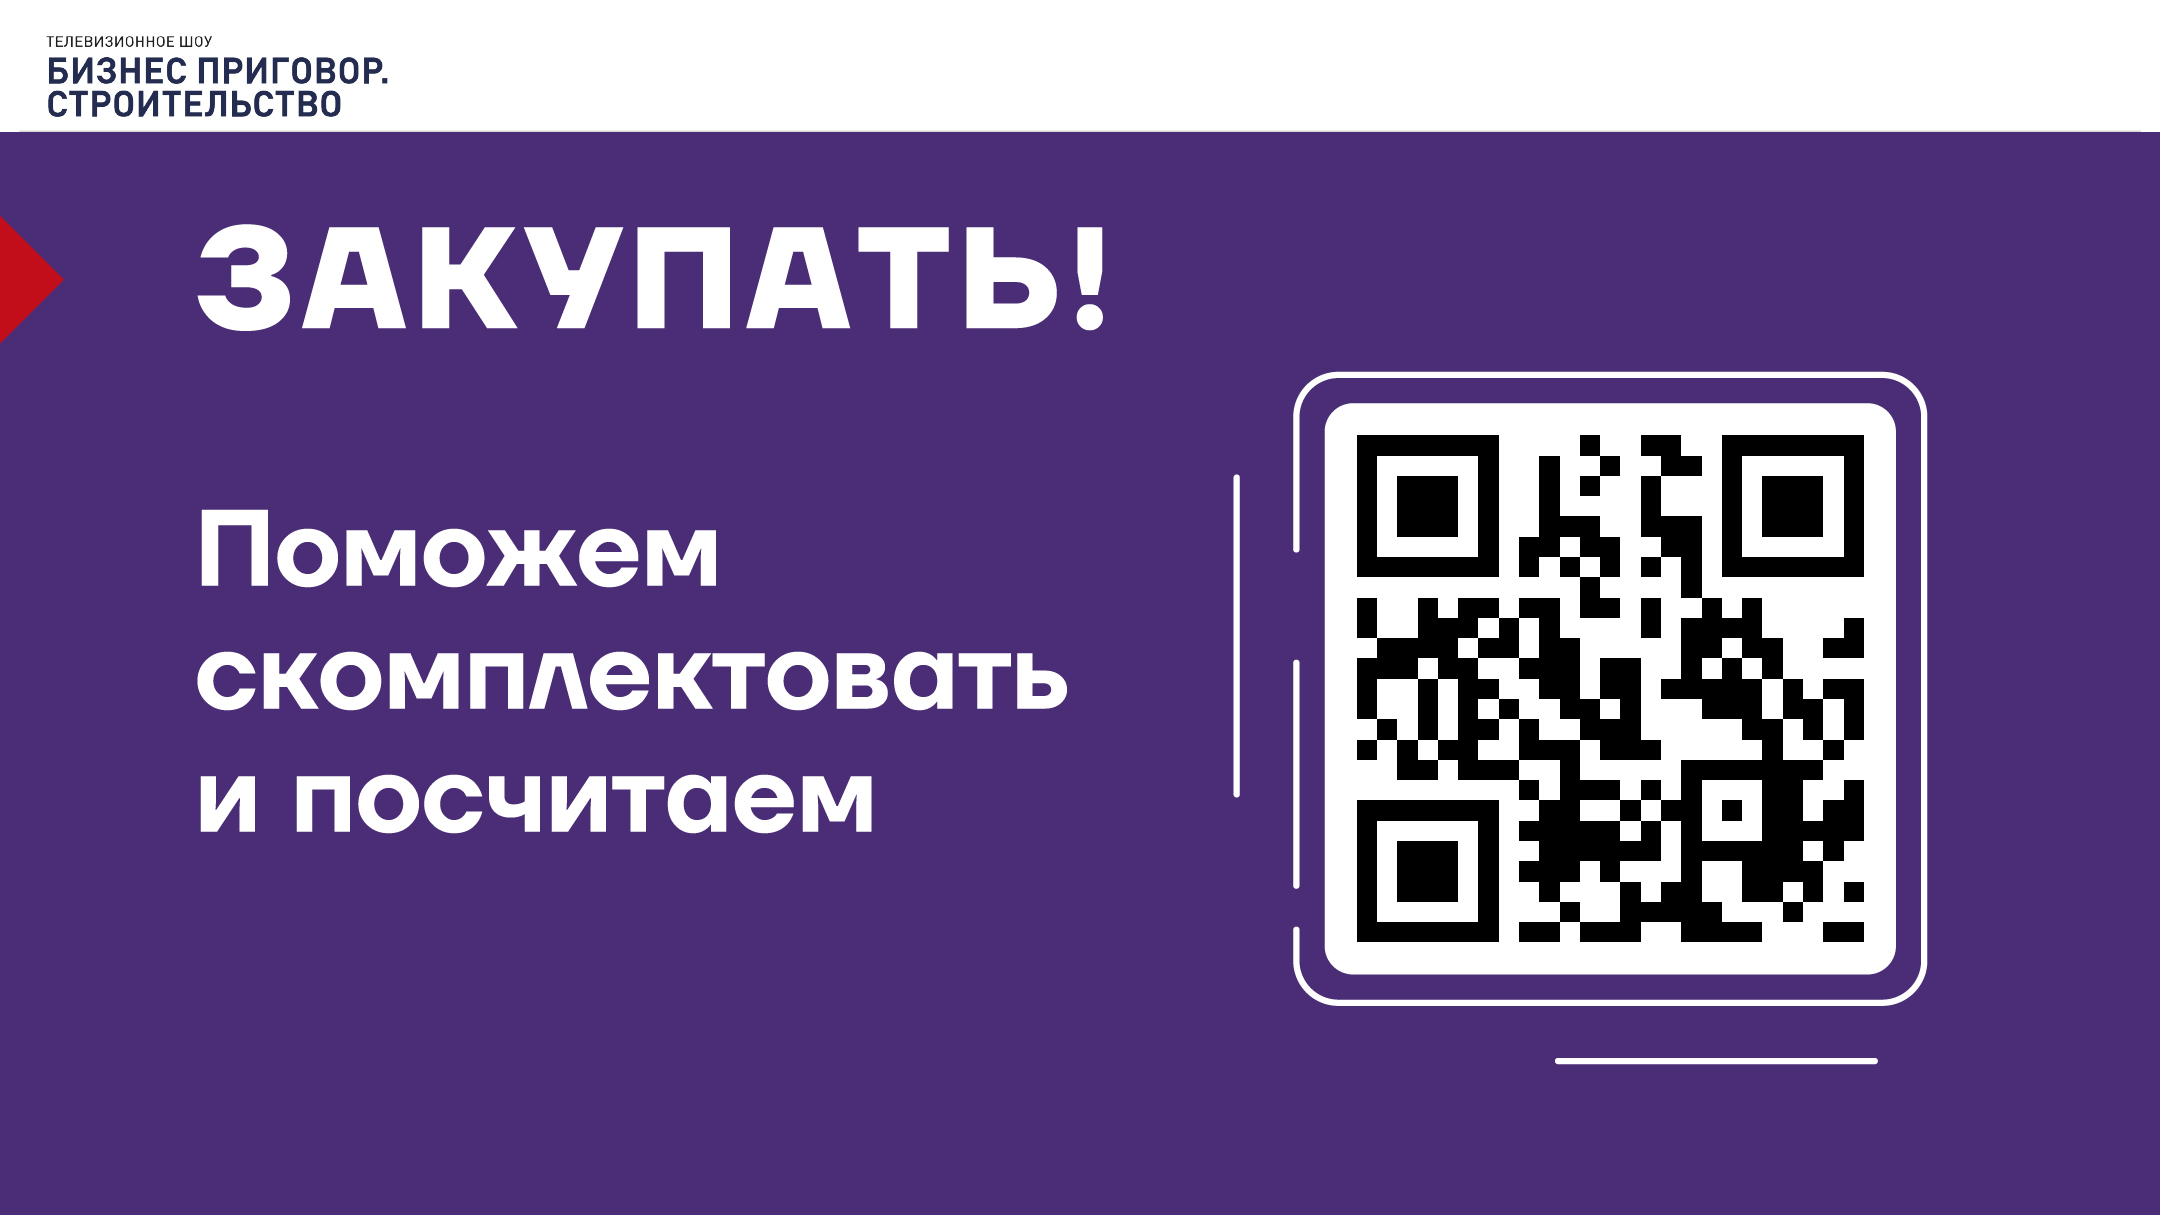 ТЕЛЕВИЗИОННОЕ ШОУ
БИЗНЕС ПРИГОВОР.
СТРОИТЕЛЬСТВО
ЗАКУПАТЬ!
Поможем
скомплектовать
и посчитаем